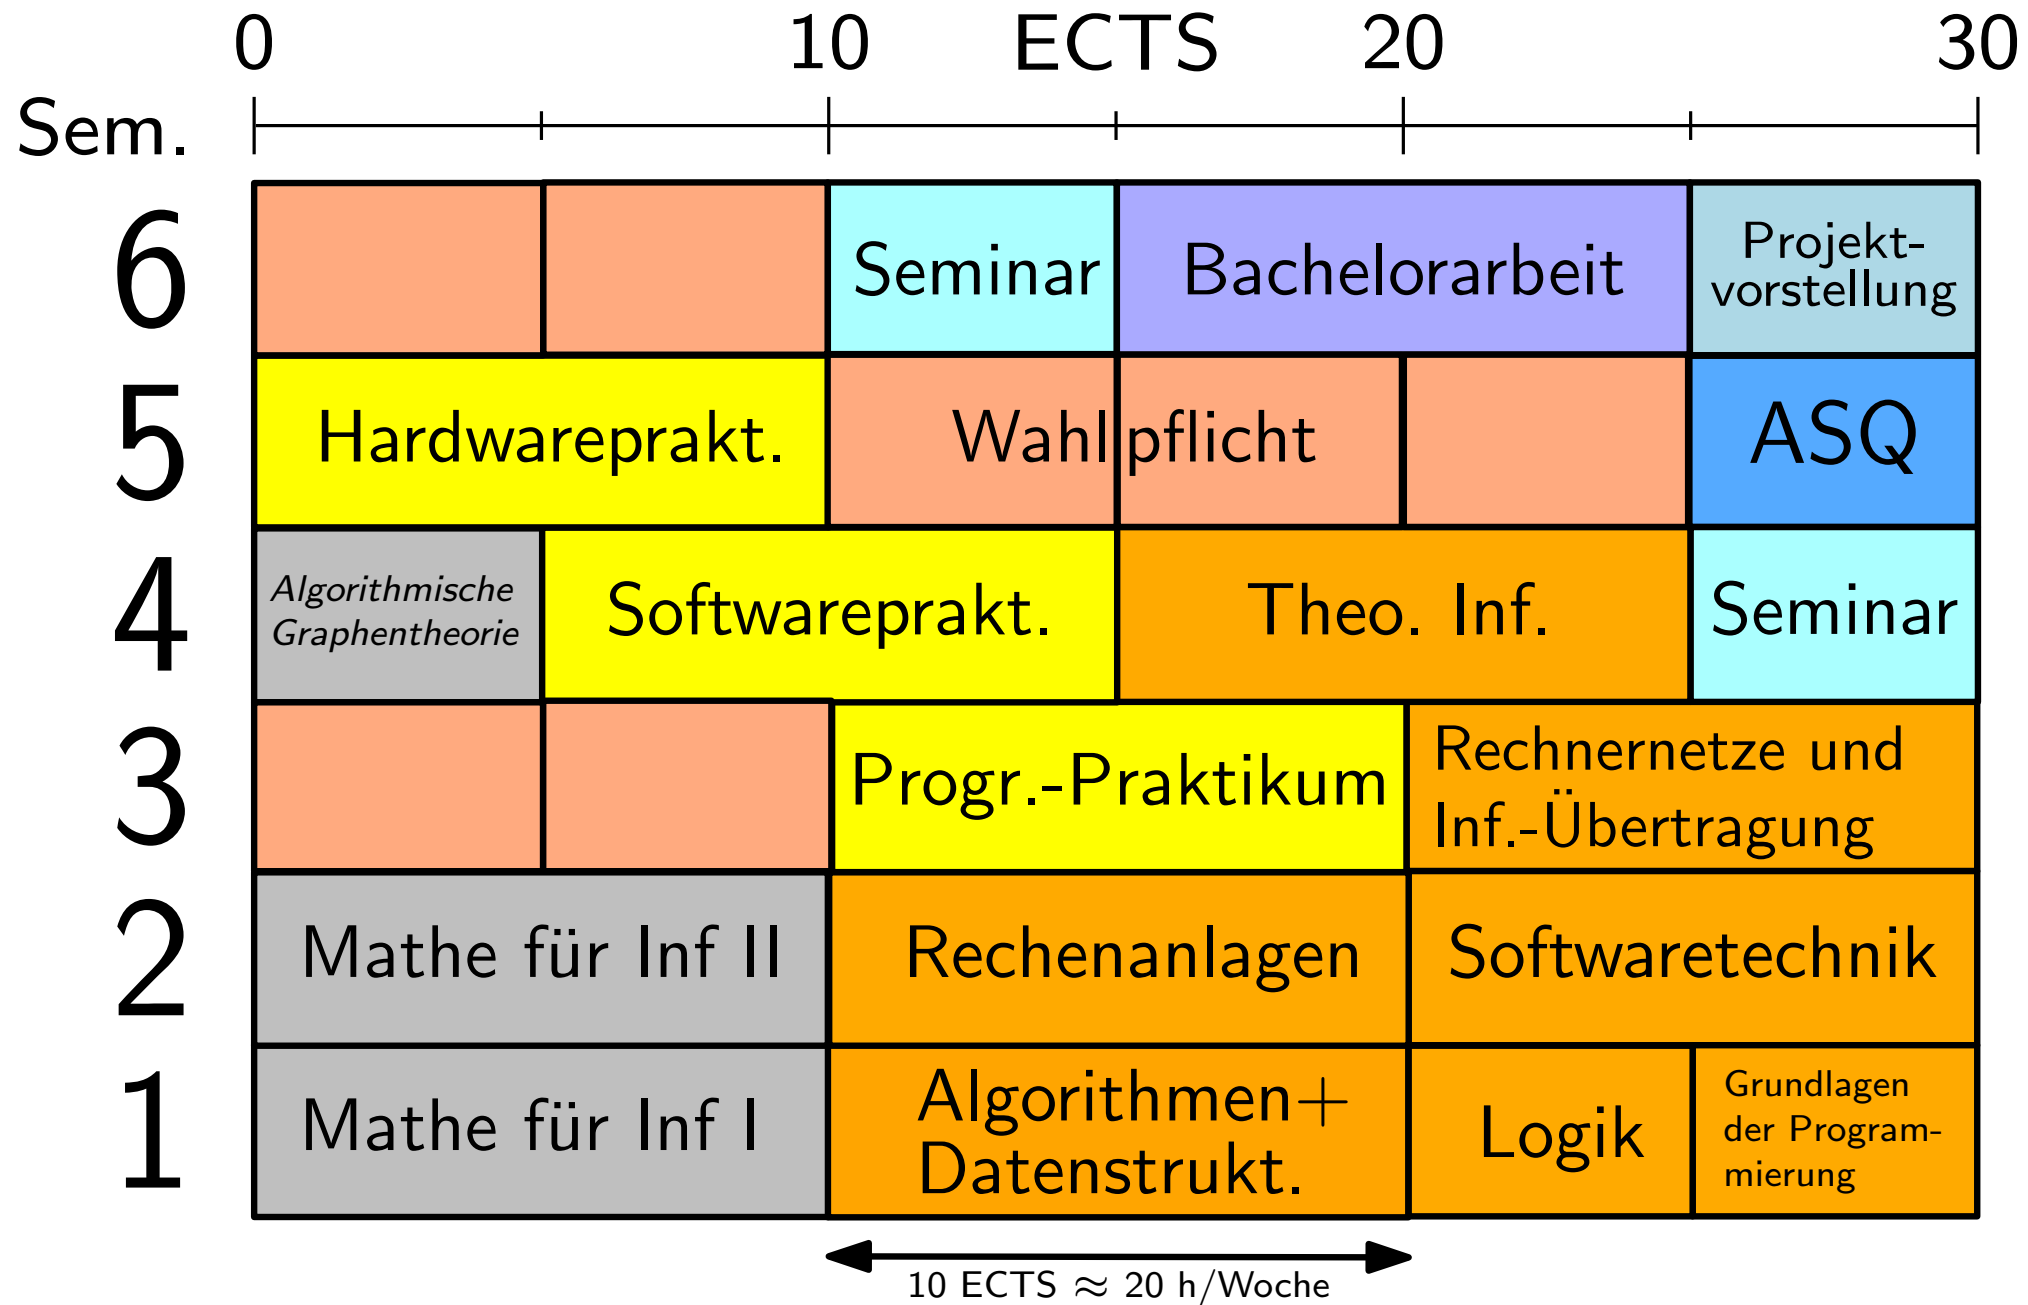 0 10 ECTS 20 30
Sem.
6
Seminar
Bachelorarbeit
Projekt-
vorstellung
5
Hardwareprakt.
Wahlpflicht
ASQ
4
Algorithmische
Graphentheorie
Softwareprakt.
Theo. Inf.
Seminar
3
Progr.-Praktikum
Rechnernetze und
Inf.-Übertragung
2
Mathe für Inf II
Rechenanlagen
Softwaretechnik
1
Mathe für Inf I
Algorithmen+
Datenstrukt.
Logik
Grundlagen
der Program-
mierung
10 ECTS ≈ 20 h/Woche